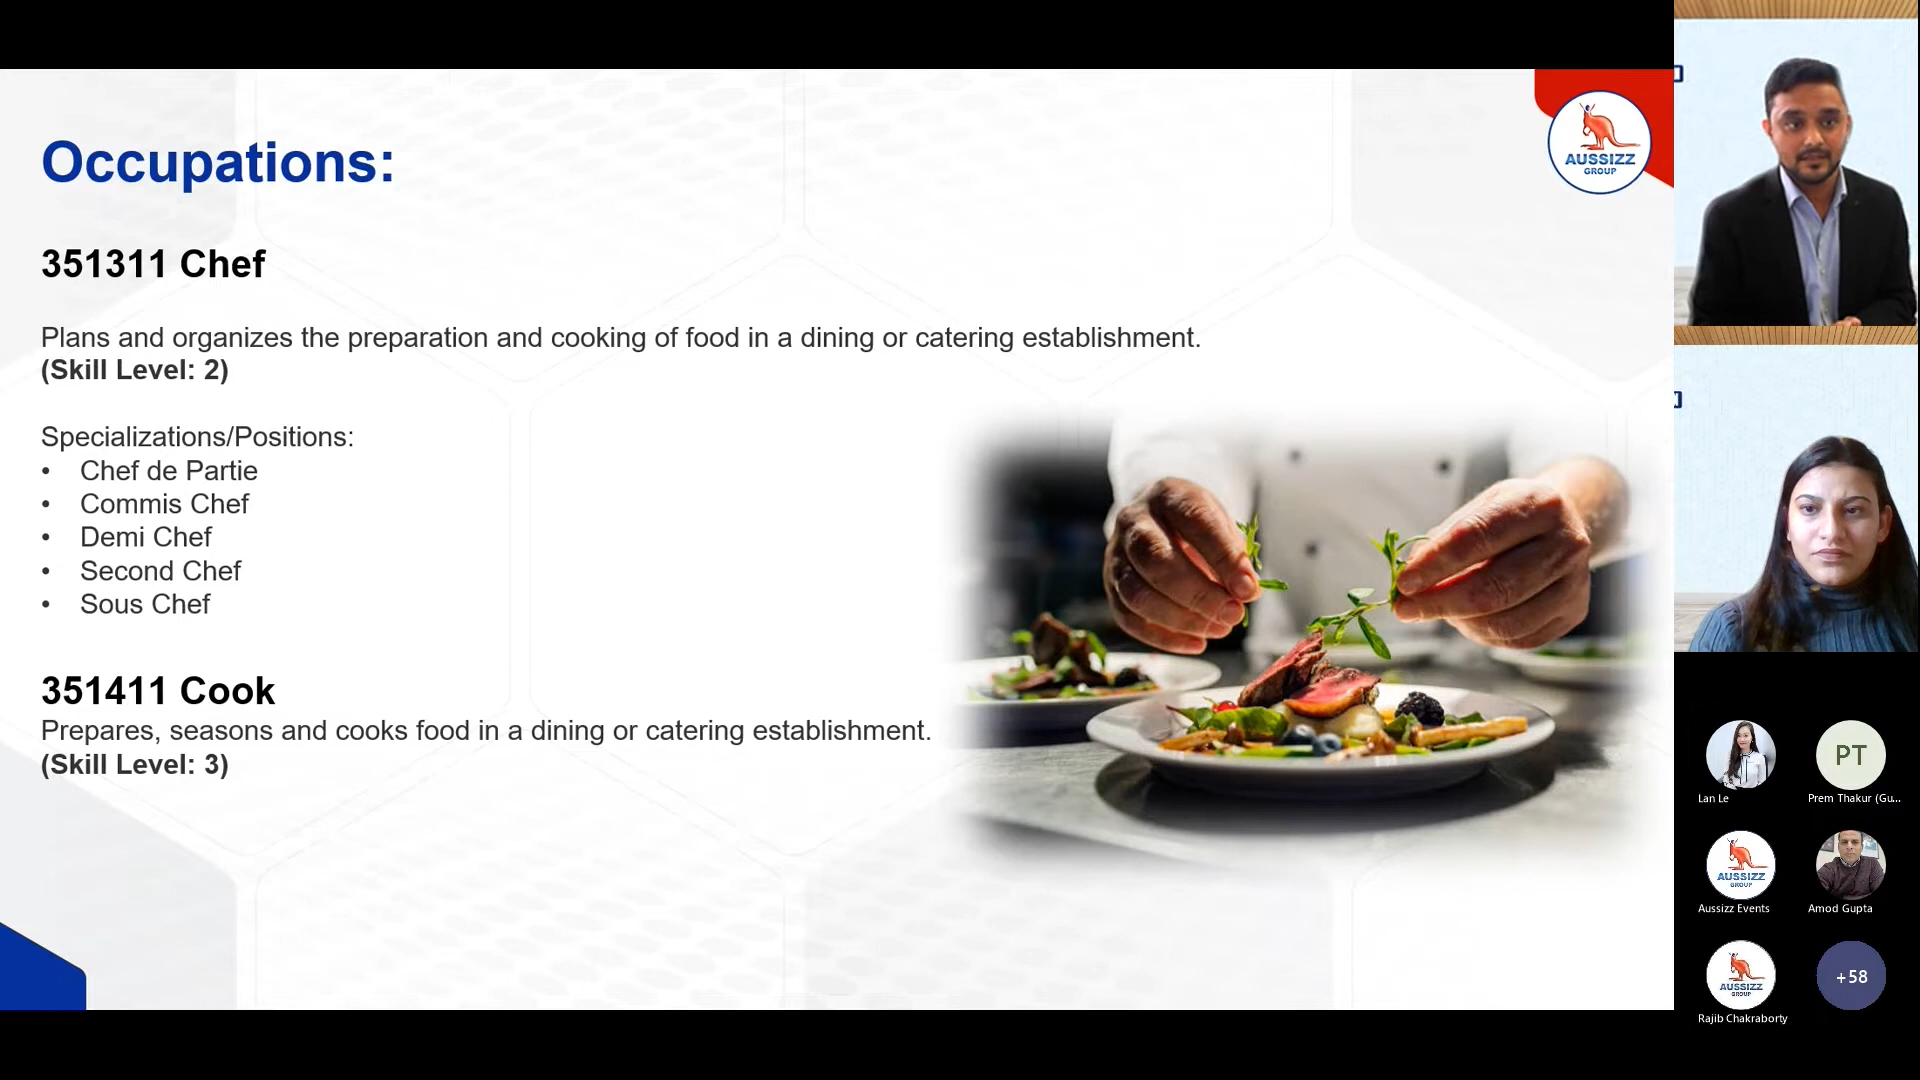 Occupations:
AUSSIZZ
GROUP
351311 Chef
Plans and organizes the preparation and cooking of food in a dining or catering establishment.
(Skill Level: 2)
Specializations/Positions:
• Chef de Partie
• Commis Chef
• Demi Chef
• Second Chef
• Sous Chef
351411 Cook
Prepares, seasons and cooks food in a dining or catering establishment.
(Skill Level: 3)
Lan Le
PT
Prem Thakur (Gu...
AUSSIZZ
GROUP
Aussizz Events
Amod Gupta
AUSSIZZ
GROUP
Rajib Chakraborty
+58